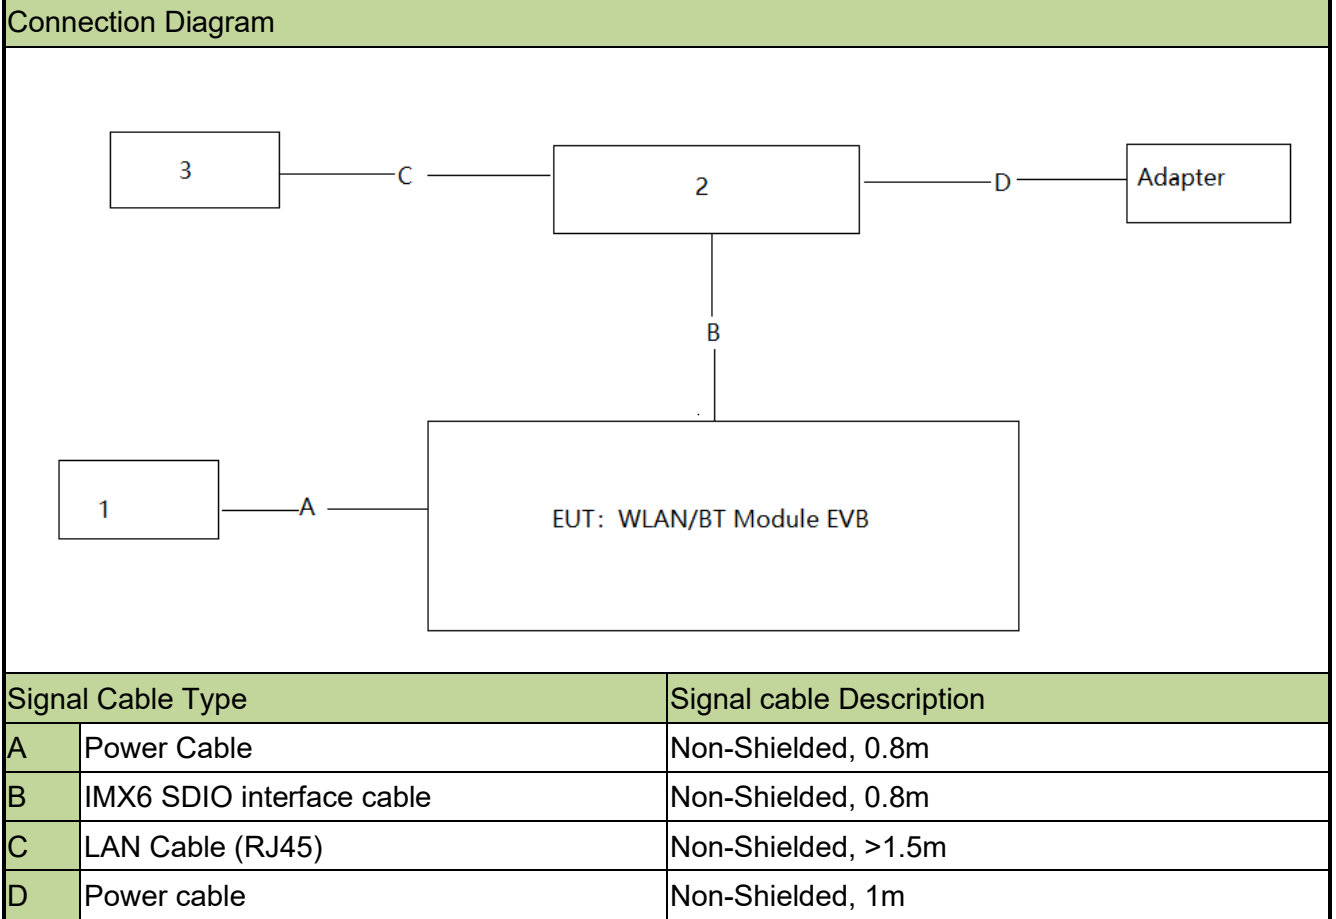 Connection Diagram
3
C
2
D
Adapter
B
1
A
EUT: WLAN/BT Module EVB
Signal Cable Type Signal cable Description
A Power Cable Non-Shielded, 0.8m
B IMX6 SDIO interface cable Non-Shielded, 0.8m
C LAN Cable (RJ45) Non-Shielded, >1.5m
D Power cable Non-Shielded, 1m